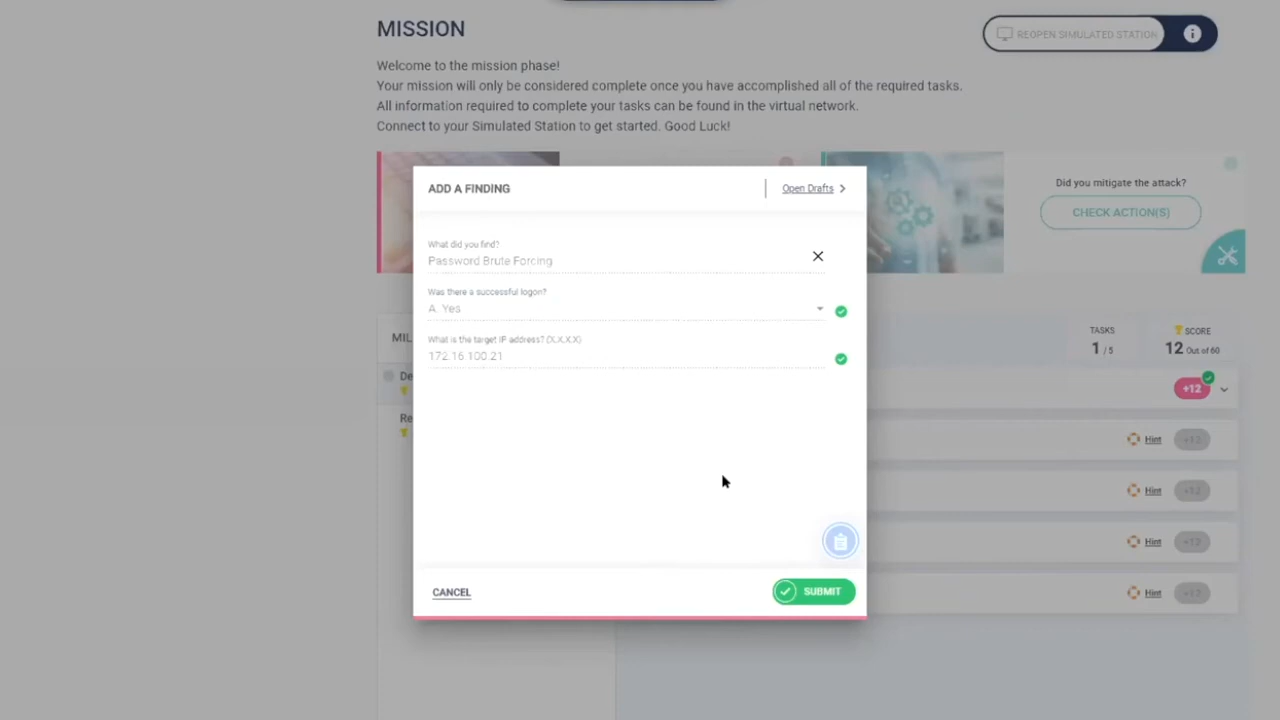 MISSION
REOPEN SIMULATED STATION
Welcome to the mission phase!
Your mission will only be considered complete once you have accomplished all of the required tasks.
All information required to complete your tasks can be found in the virtual network.
Connect to your Simulated Station to get started. Good Luck!
ADD A FINDING
Open Drafts
Did you mitigate the attack?
CHECK ACTION(S)
What did you find?
Password Brute Forcing
Was there a successful logon?
A. Yes
What is the target IP address? (X.X.X.X)
172.16.100.21
MIL
TASKS
1 / 5
SCORE
12 Out of 60
De
+12
Re
Hint
+12
Hint
+12
Hint
+12
Hint
+12
CANCEL
SUBMIT